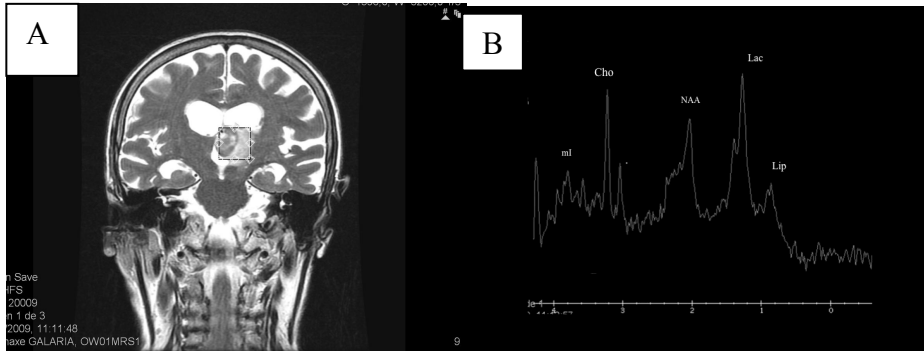 A
9
n Save
HFS
20009
n 1 de 3
/2009, 11:11:48
naxe GALARIA, OW01MRS1
B
Lac
Cho
NAA
mI
Lip
3
2
1
0